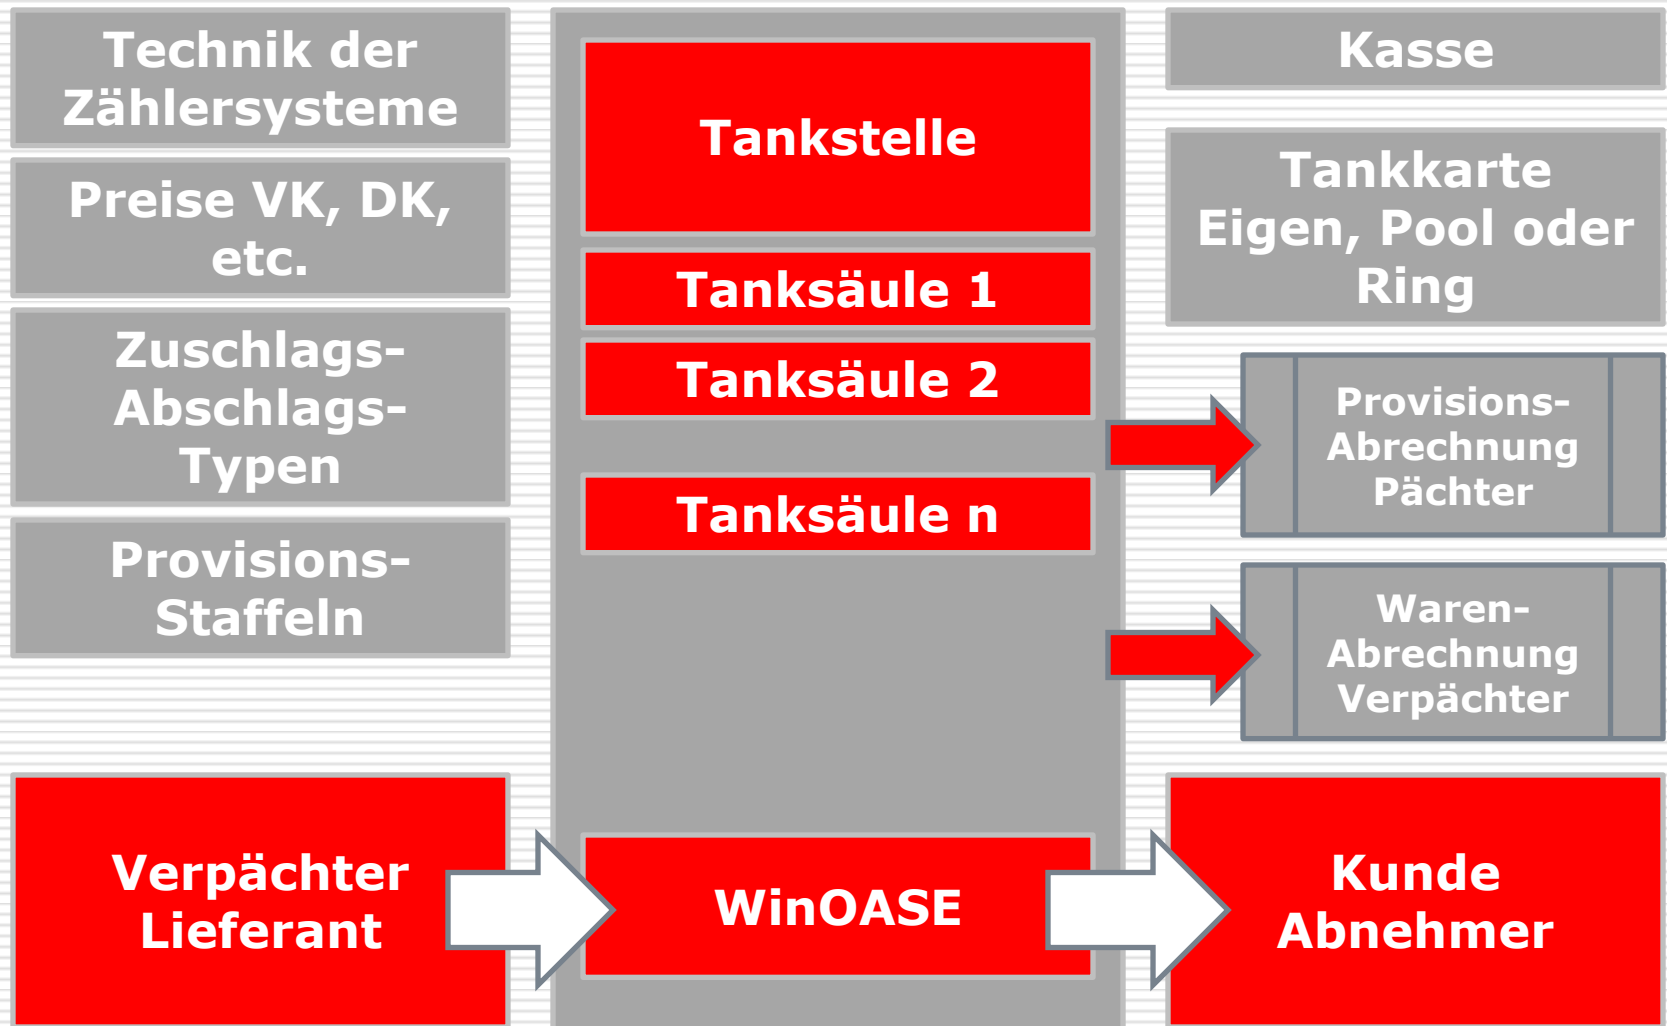 Technik der
Zählersysteme
Preise VK, DK,
etc.
Zuschlags-
Abschlags-
Typen
Provisions-
Staffeln
Verpächter
Lieferant
Tankstelle
Tanksäule 1
Tanksäule 2
Tanksäule n
WinOASE
Kasse
Tankkarte
Eigen, Pool oder
Ring
Provisions-
Abrechnung
Pächter
Waren-
Abrechnung
Verpächter
Kunde
Abnehmer